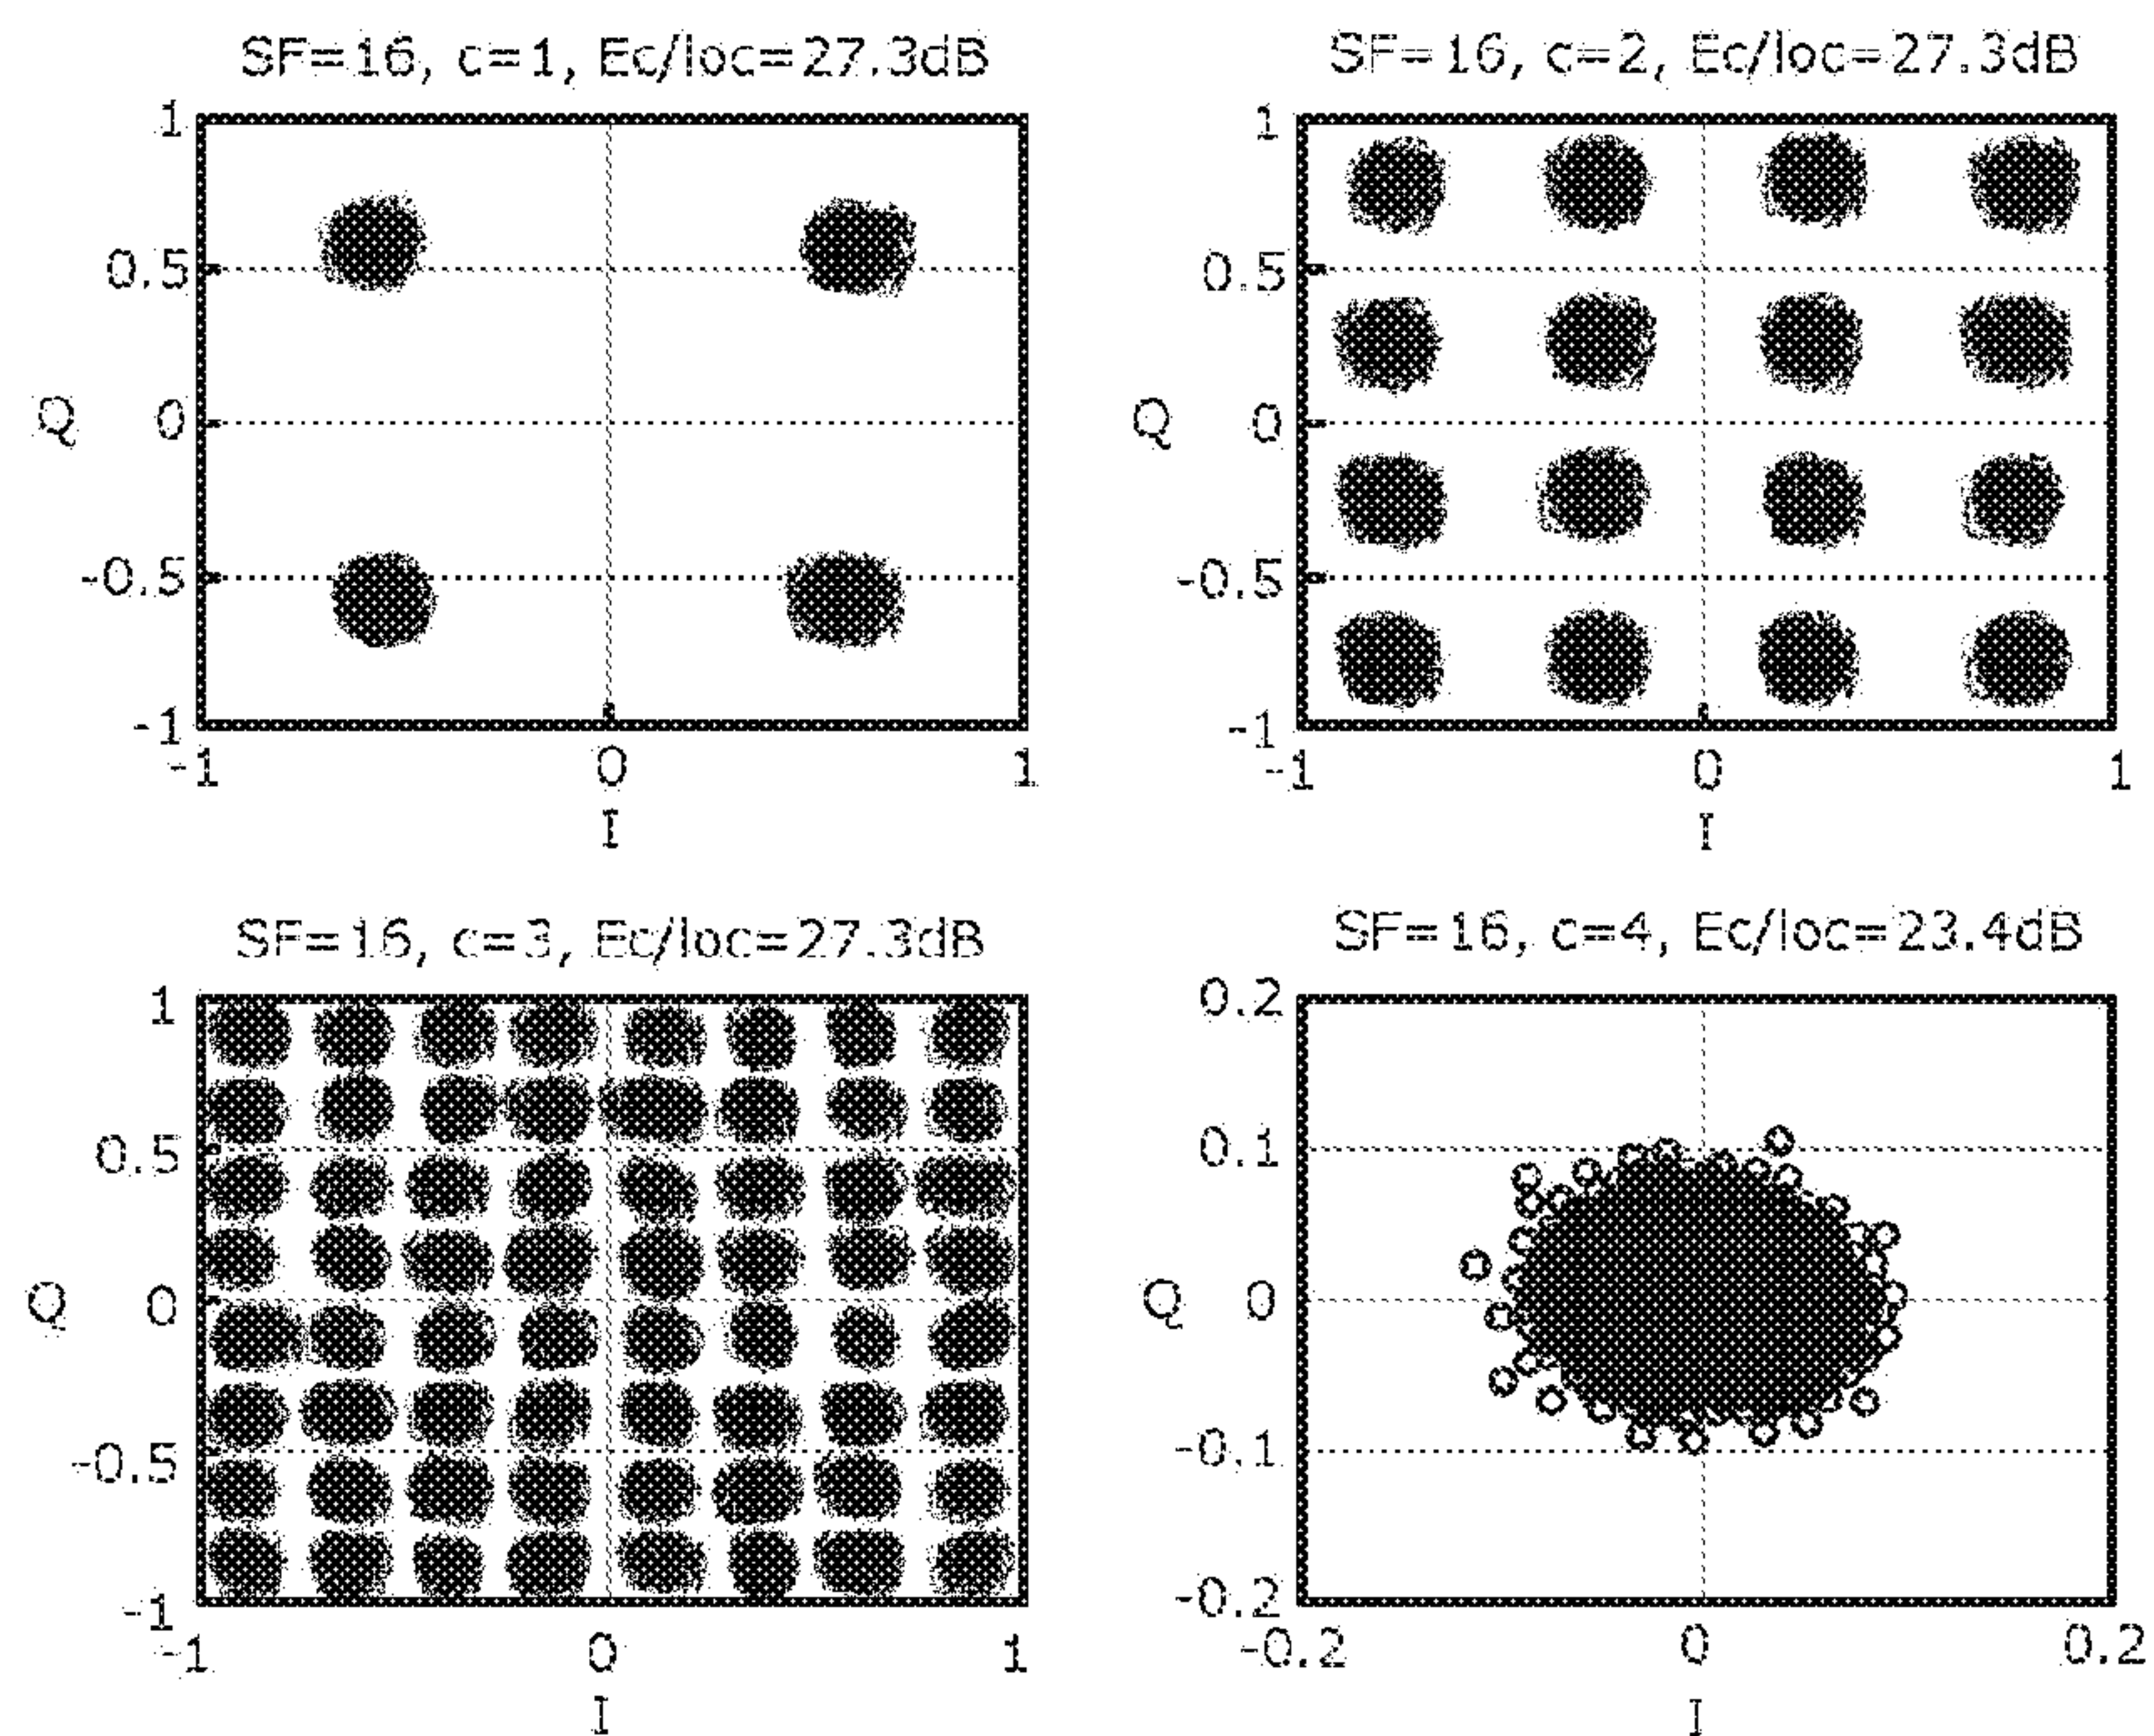 SF=16, c=1, Ec/Ioc=27.3dB
1
0.5
Q 0
-0.5
-1
-1 0 1
I
SF=16, c=2, Ec/Ioc=27.3dB
1
0.5
Q 0
-0.5
-1
-1 0 1
I
SF=16, c=3, Ec/Ioc=27.3dB
1
0.5
Q 0
-0.5
-1
-1 0 1
I
SF=16, c=4, Ec/Ioc=23.4dB
0.2
0.1
Q 0
-0.1
-0.2
-0.2 0 0.2
I